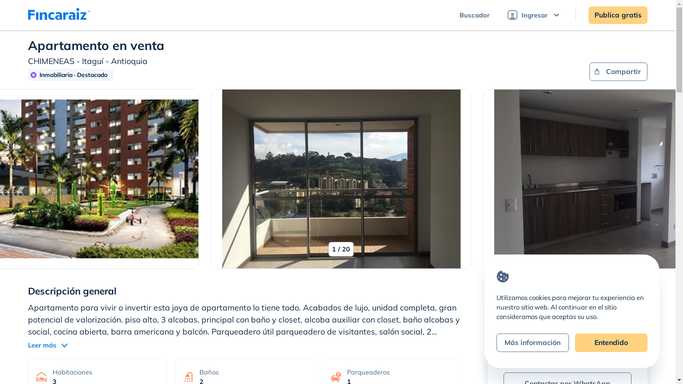 Fincaraiz
Buscador
Ingresar
Publica gratis
Apartamento en venta
CHIMENEAS - Itaguí - Antioquia
Inmobiliaria · Destacado
Compartir
1 / 20
Descripción general
Apartamento para vivir o invertir esta joya de apartamento lo tiene todo. Acabados de lujo, unidad completa, gran
potencial de valorización. piso alto, 3 alcobas, principal con baño y closet, alcoba auxiliar con closet, baño alcobas y
social, cocina abierta, barra americana y balcón. Parqueadero útil parqueadero de visitantes, salón social, 2...
Leer más
Habitaciones
3
Baños
2
Parqueaderos
1
Utilizamos cookies para mejorar tu experiencia en
nuestro sitio web. Al continuar en el sitio
consideramos que aceptas su uso.
Más información
Entendido
Contactar por WhatsApp